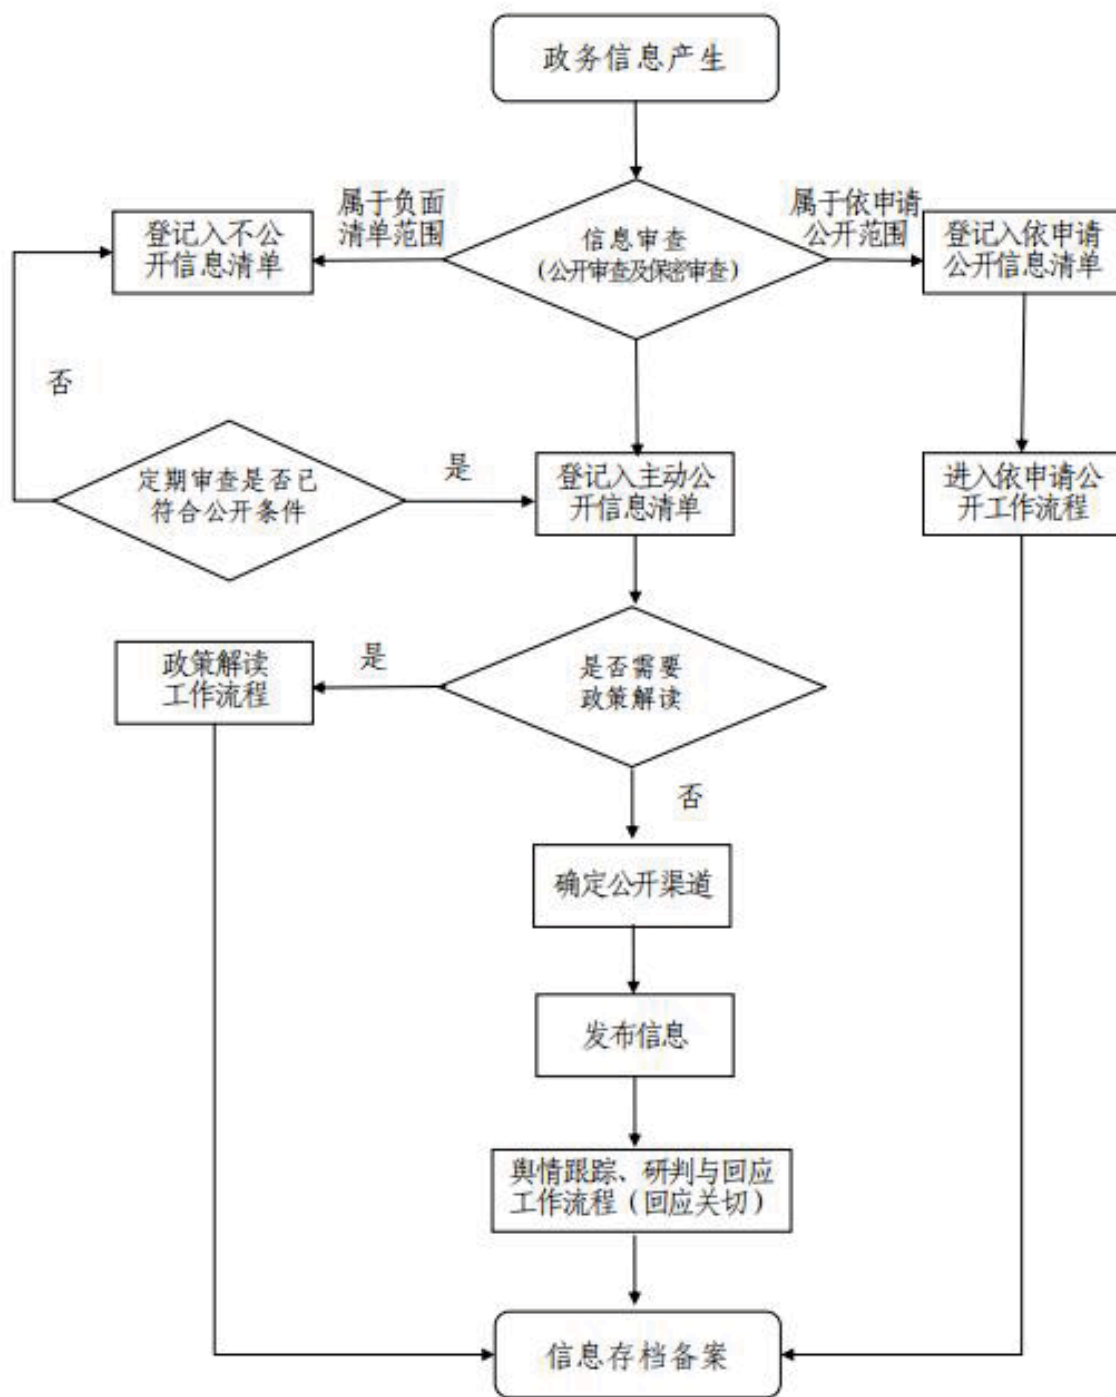 政务信息产生
属于负面
清单范围
属于依申请
公开范围
登记入不公
开信息清单
信息审查
(公开审查及保密审查)
登记入依申请
公开信息清单
否
定期审查是否已
符合公开条件
是
登记入主动公
开信息清单
进入依申请公
开工作流程
政策解读
工作流程
是
是否需要
政策解读
否
确定公开渠道
发布信息
舆情跟踪、研判与回应
工作流程（回应关切）
信息存档备案